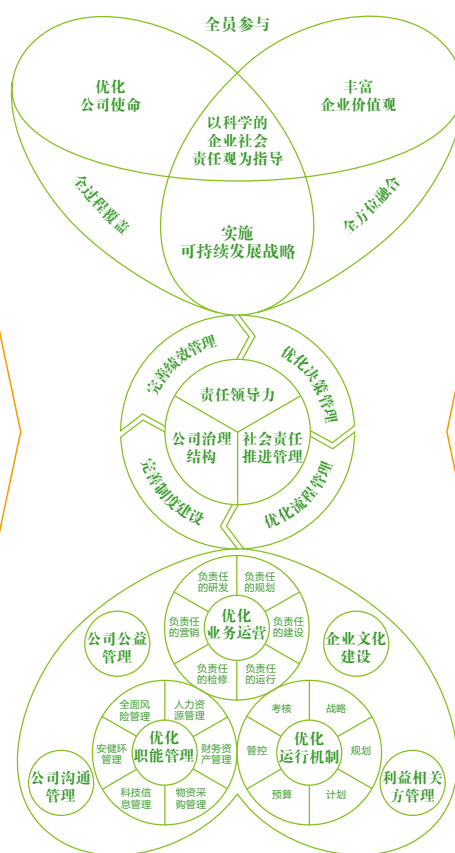 全员参与
优化
公司使命
丰富
企业价值观
以科学的
企业社会
责任观为指导
全过程覆盖
全方位融合
实施
可持续发展战略
完善绩效管理
优化决策管理
责任领导力
公司治理
结构
社会责任
推进管理
完善制度建设
优化流程管理
负责任
的研发
负责任
的规划
负责任
的营销
优化
业务运营
负责任
的建设
负责任
的检修
负责任
的运行
公司公益
管理
企业文化
建设
全面风
险管理
人力资
源管理
安健环
管理
优化
职能管理
财务资
产管理
科技信
息管理
物资采
购管理
考核
战略
管控
优化
运行机制
规划
预算
计划
公司沟通
管理
利益相关
方管理